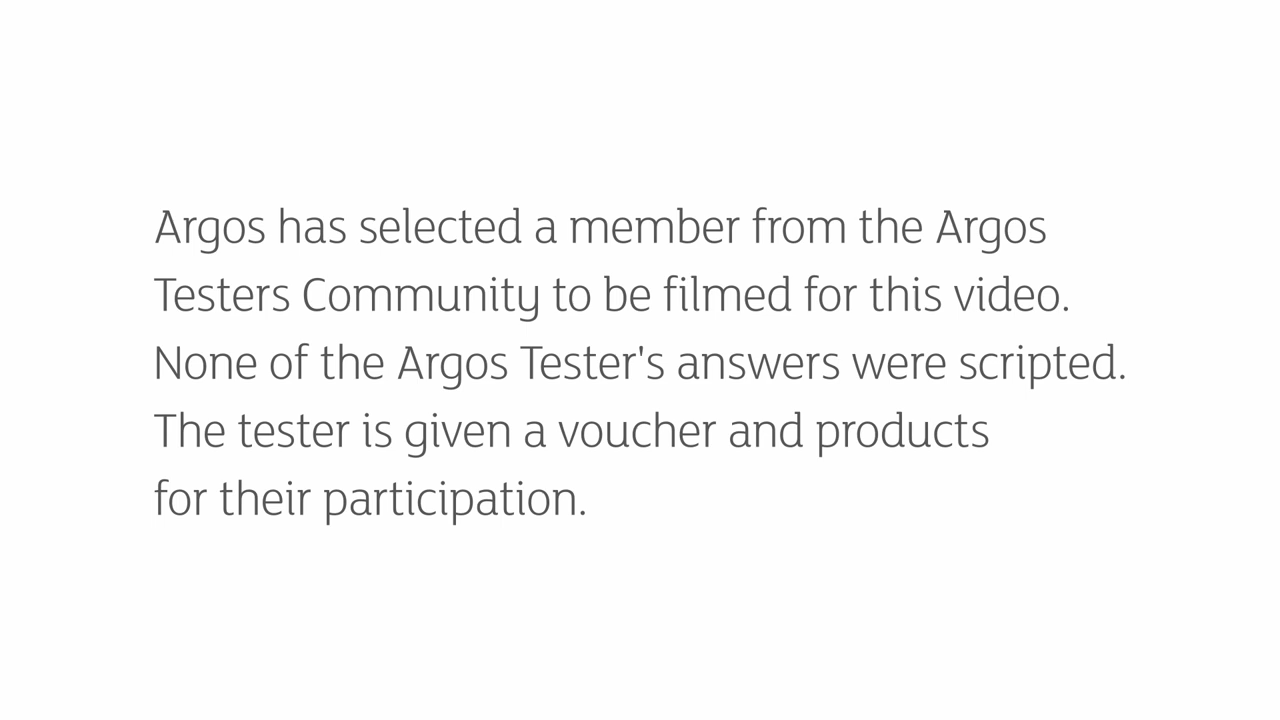 Argos has selected a member from the Argos
Testers Community to be filmed for this video.
None of the Argos Tester's answers were scripted.
The tester is given a voucher and products
for their participation.